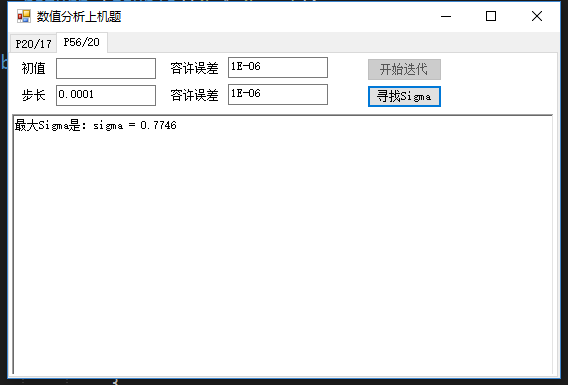 数值分析上机题
P20/17 P56/20
初值 容许误差 1E-06 开始迭代
步长 0.0001 容许误差 1E-06 寻找Sigma
最大Sigma是: sigma = 0.7746